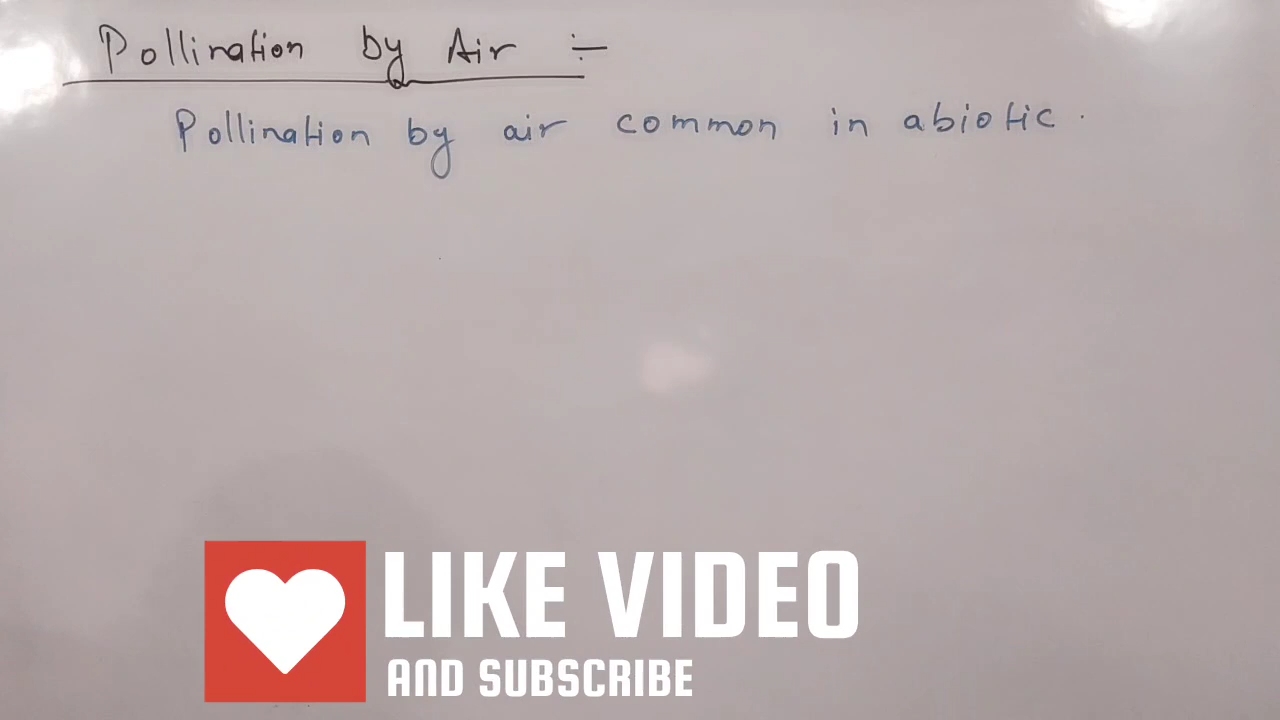 Pollination by Air :-
Pollination by air common in abiotic.
LIKE VIDEO
AND SUBSCRIBE